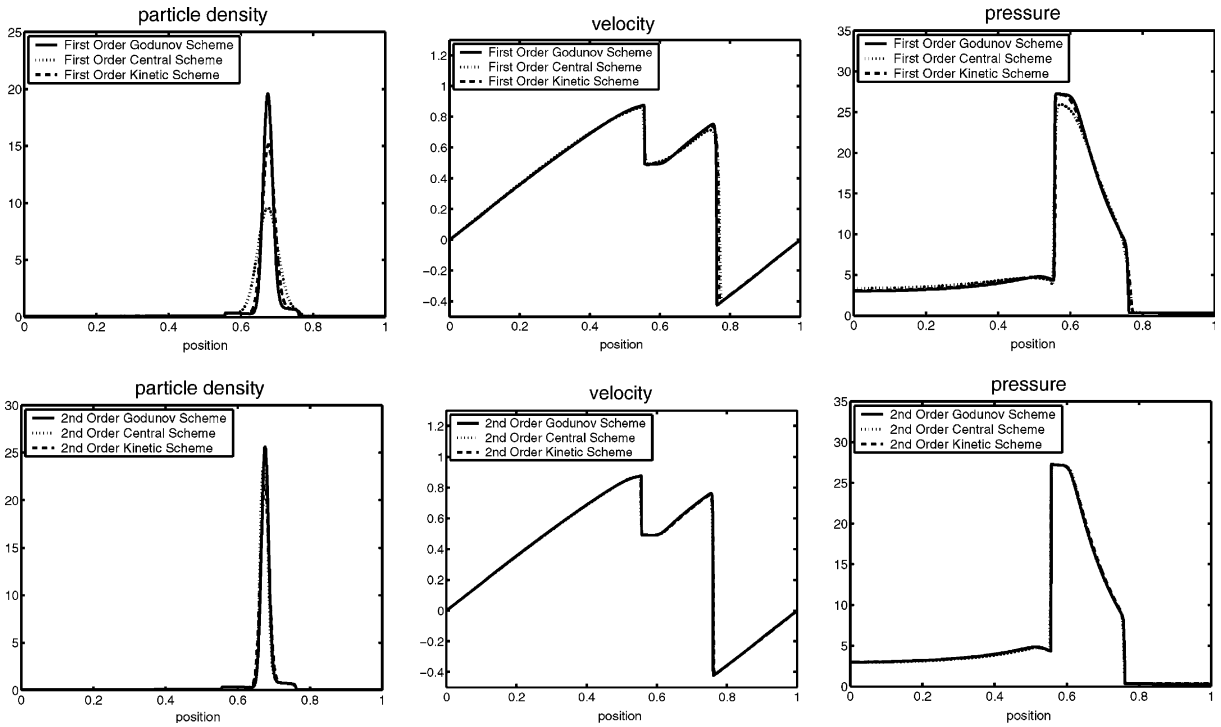 particle density
25
20
15
10
5
0
First Order Godunov Scheme
First Order Central Scheme
First Order Kinetic Scheme
0 0.2 0.4 0.6 0.8 1
position
velocity
1.2
1
0.8
0.6
0.4
0.2
0
−0.2
−0.4
First Order Godunov Scheme
First Order Central Scheme
First Order Kinetic Scheme
0 0.2 0.4 0.6 0.8 1
position
pressure
35
30
25
20
15
10
5
0
First Order Godunov Scheme
First Order Central Scheme
First Order Kinetic Scheme
0 0.2 0.4 0.6 0.8 1
position
particle density
30
25
20
15
10
5
0
2nd Order Godunov Scheme
2nd Order Central Scheme
2nd Order Kinetic Scheme
0 0.2 0.4 0.6 0.8 1
position
velocity
1.2
1
0.8
0.6
0.4
0.2
0
−0.2
−0.4
2nd Order Godunov Scheme
2nd Order Central Scheme
2nd Order Kinetic Scheme
0 0.2 0.4 0.6 0.8 1
position
pressure
35
30
25
20
15
10
5
0
2nd Order Godunov Scheme
2nd Order Central Scheme
2nd Order Kinetic Scheme
0 0.2 0.4 0.6 0.8 1
position